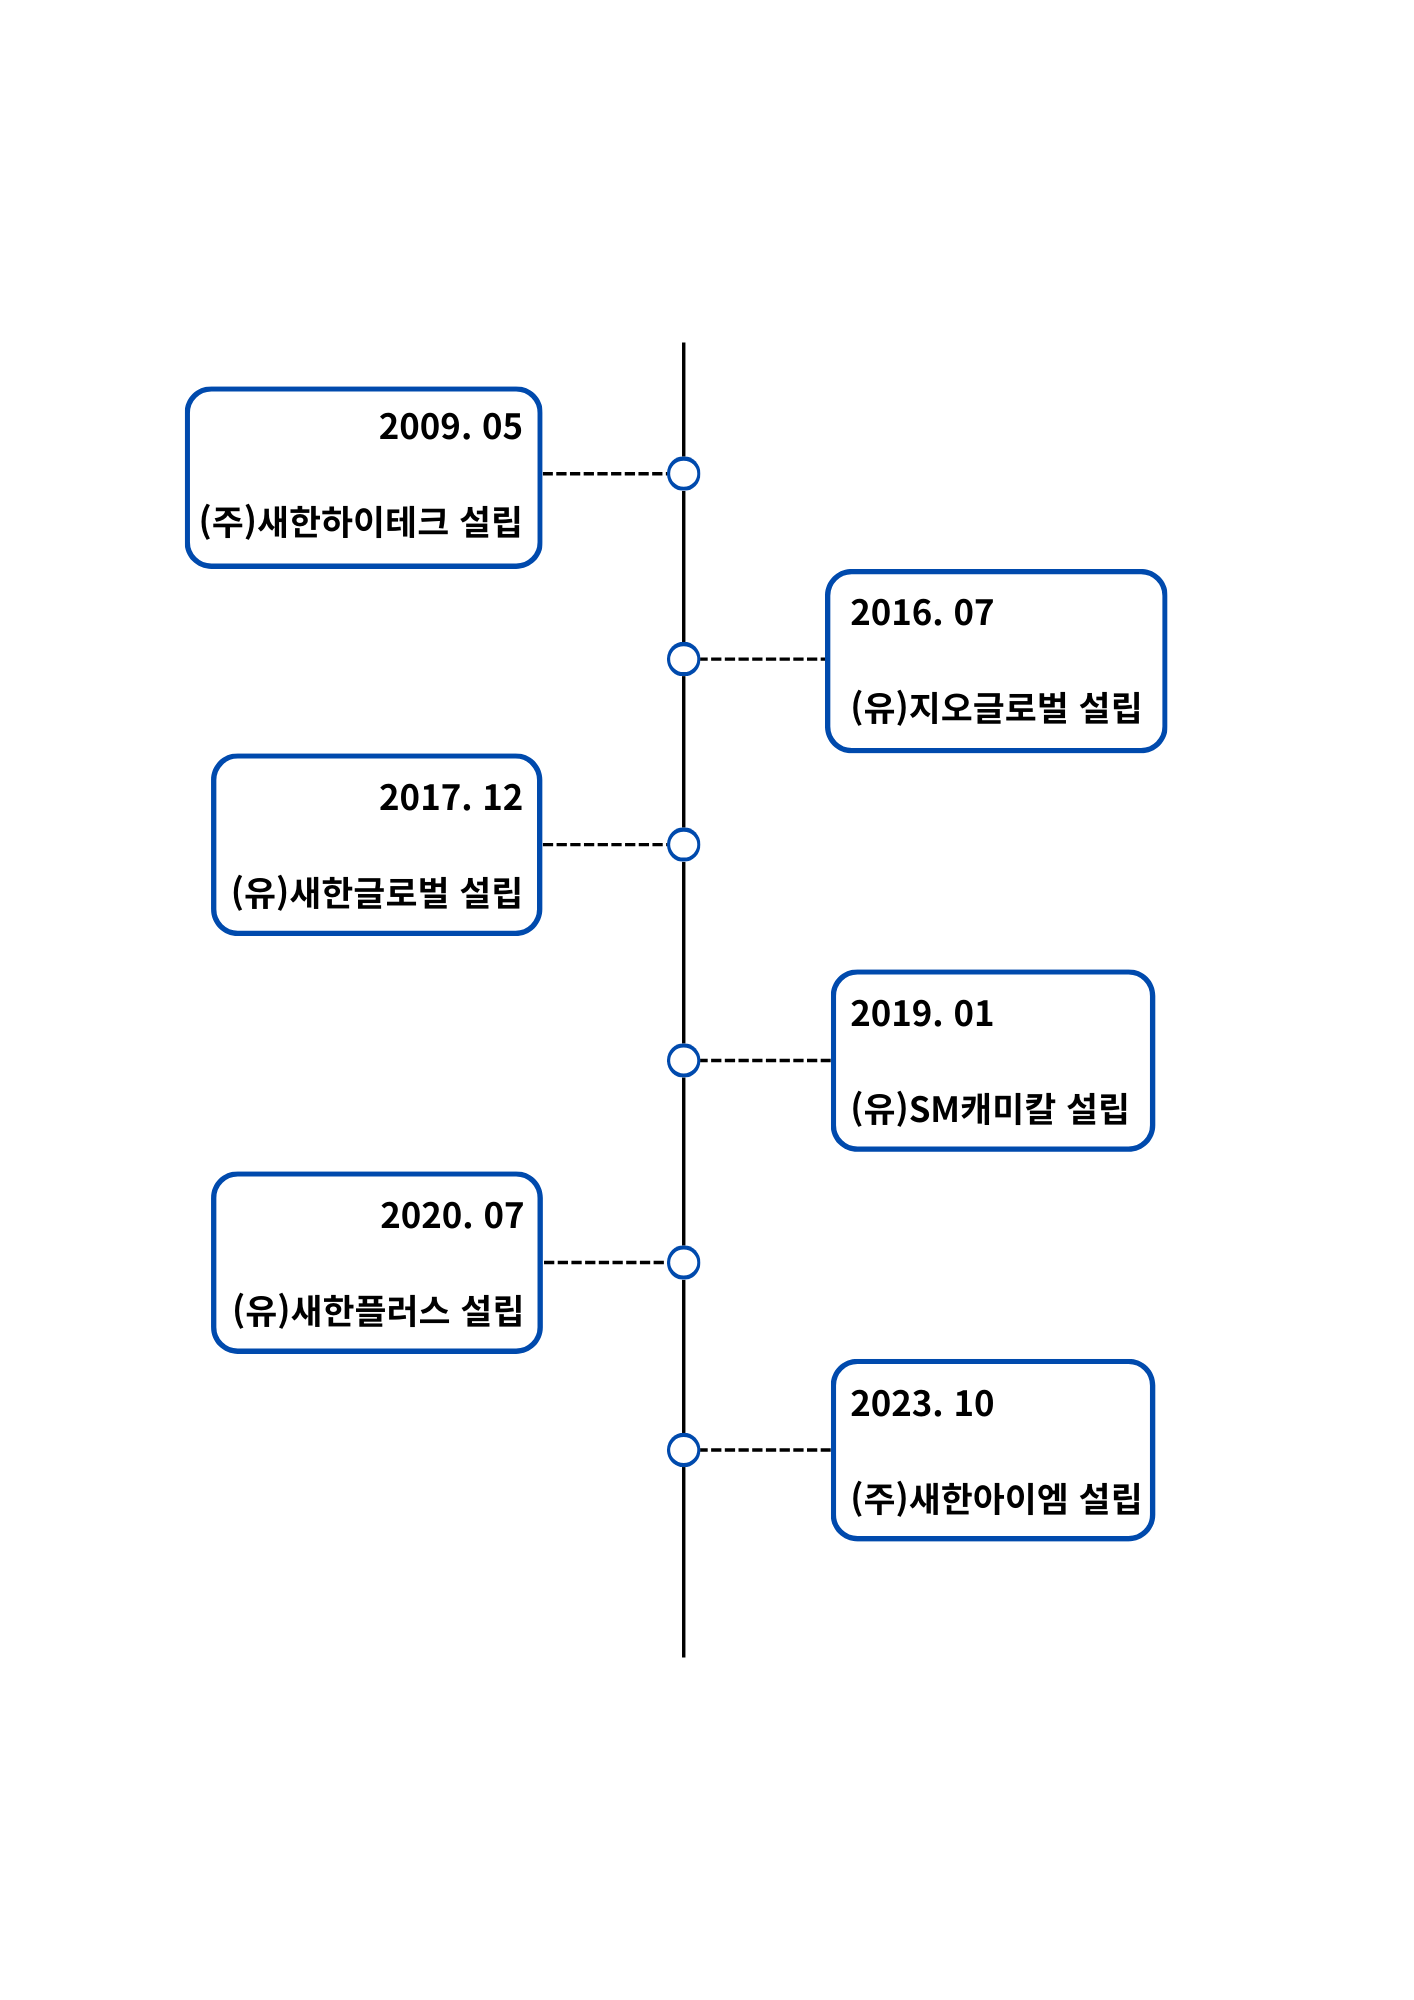 2009. 05
(주)새한하이테크 설립
2016. 07
(유)지오글로벌 설립
2017. 12
(유)새한글로벌 설립
2019. 01
(유)SM캐미칼 설립
2020. 07
(유)새한플러스 설립
2023. 10
(주)새한아이엠 설립